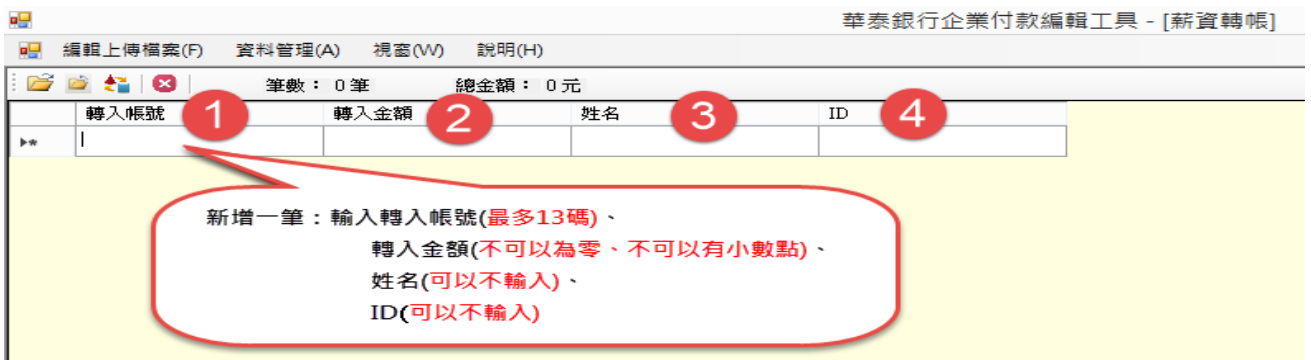 華泰銀行企業付款編輯工具 - [薪資轉帳]
編輯上傳檔案(F) 資料管理(A) 視窗(W) 說明(H)
筆數： 0 筆 總金額： 0 元
轉入帳號 1 轉入金額 2 姓名 3 ID 4
新增一筆：輸入轉入帳號(最多13碼)、
轉入金額(不可以為零、不可以有小數點)、
姓名(可以不輸入)、
ID(可以不輸入)